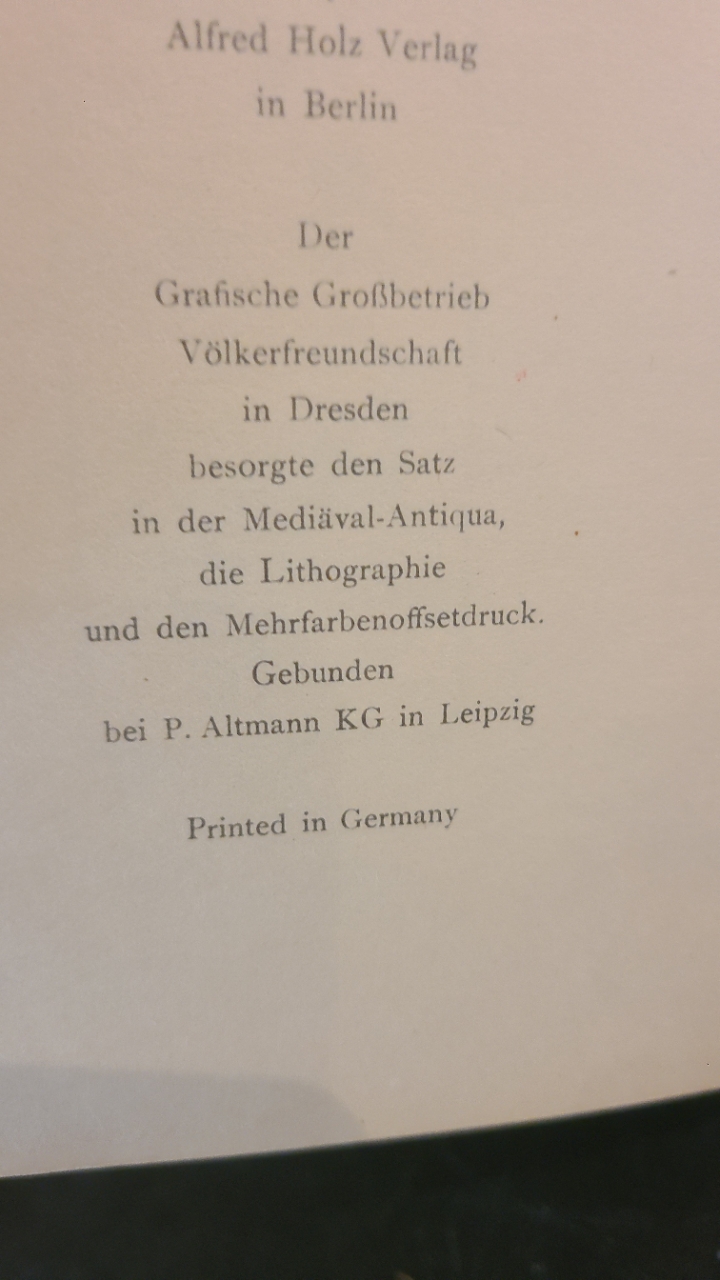 Alfred Holz Verlag
in Berlin
Der
Grafische Großbetrieb
Völkerfreundschaft
in Dresden
besorgte den Satz
in der Mediäval-Antiqua,
die Lithographie
und den Mehrfarbenoffsetdruck.
Gebunden
bei P. Altmann KG in Leipzig
Printed in Germany